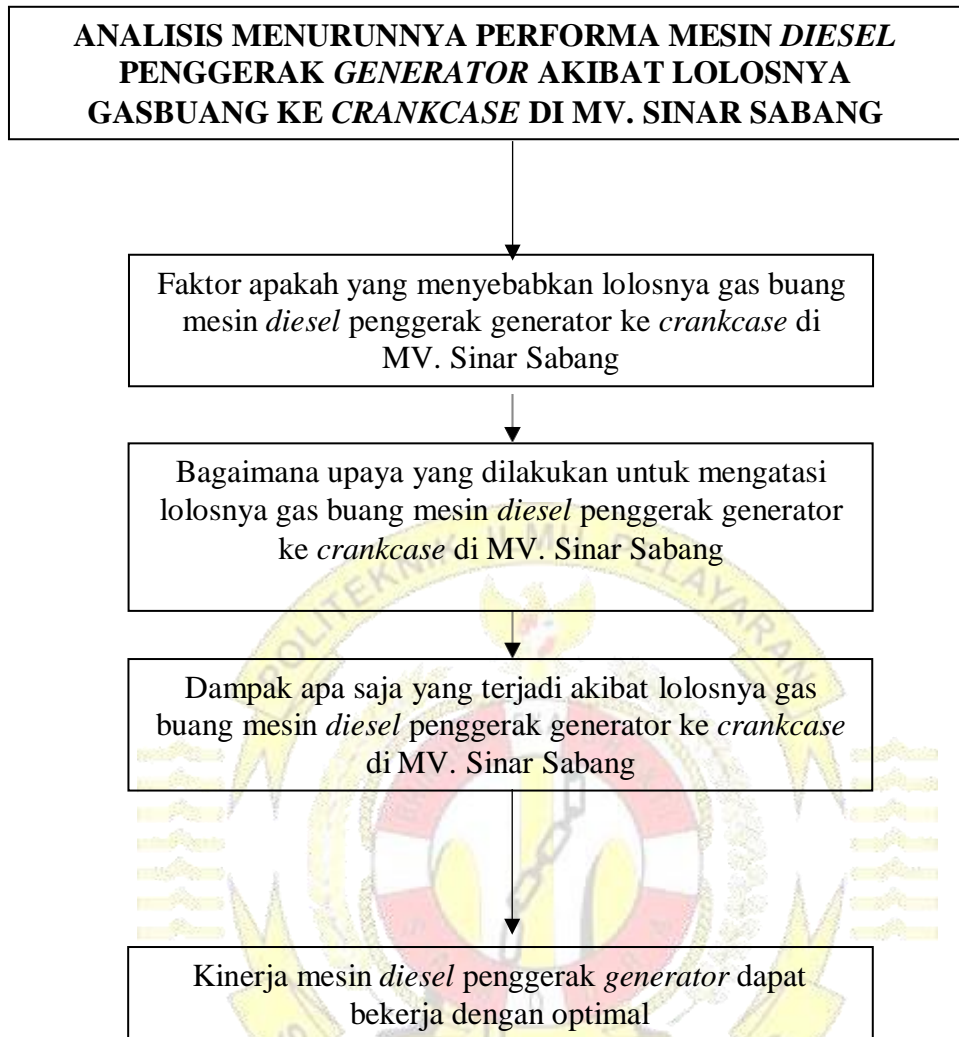 ANALISIS MENURUNNYA PERFORMA MESIN DIESEL
PENGGERAK GENERATOR AKIBAT LOLOSNYA
GASBUANG KE CRANKCASE DI MV. SINAR SABANG
Faktor apakah yang menyebabkan lolosnya gas buang
mesin diesel penggerak generator ke crankcase di
MV. Sinar Sabang
Bagaimana upaya yang dilakukan untuk mengatasi
lolosnya gas buang mesin diesel penggerak generator
ke crankcase di MV. Sinar Sabang
POLITEKNIK ILMU PELAYARAN
Dampak apa saja yang terjadi akibat lolosnya gas
buang mesin diesel penggerak generator ke crankcase
di MV. Sinar Sabang
Kinerja mesin diesel penggerak generator dapat
bekerja dengan optimal